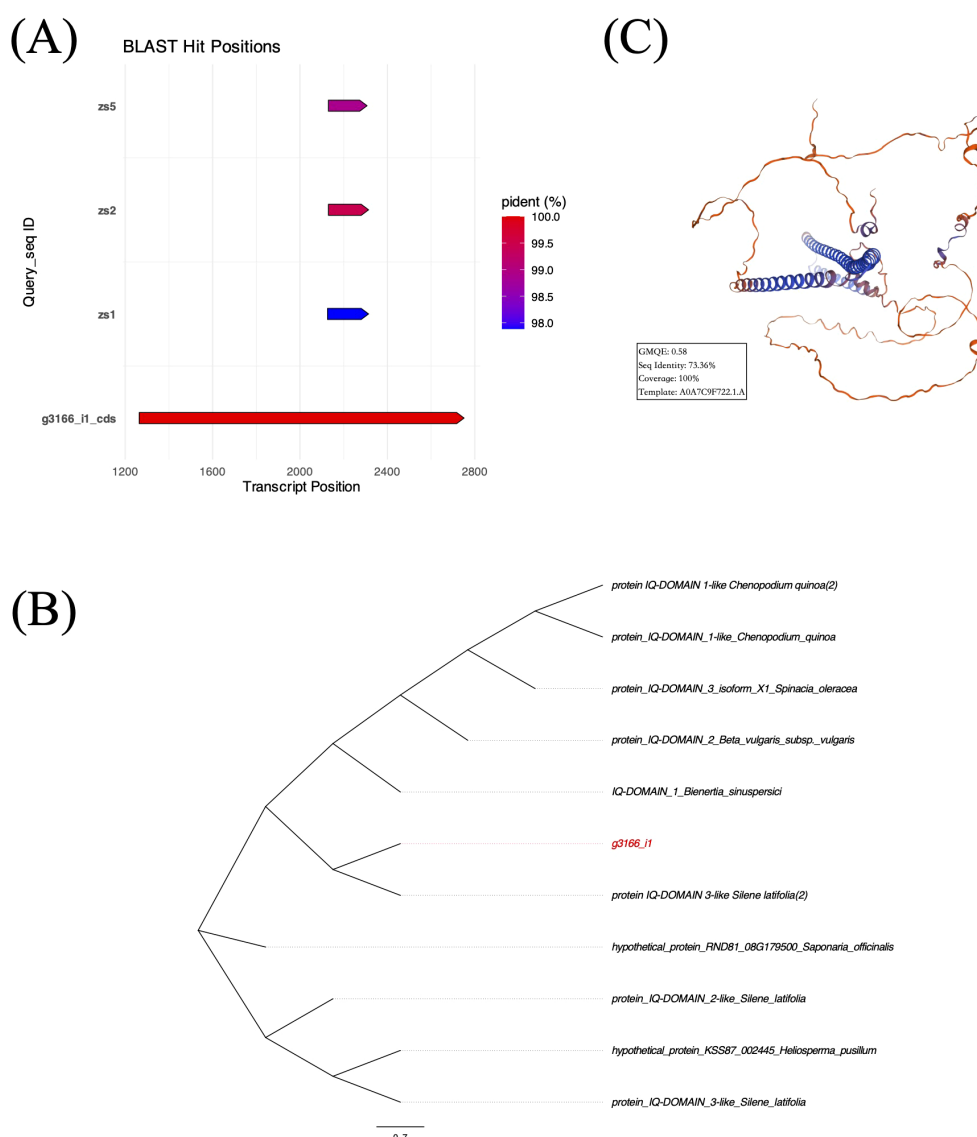 (A)
BLAST Hit Positions
Query_seq ID
zs5
zs2
zs1
g3166_i1_cds
1200 1600 2000 2400 2800
Transcript Position
pident (%)
100.0
99.5
99.0
98.5
98.0
(C)
GMQE: 0.58
Seq Identity: 73.36%
Coverage: 100%
Template: A0A7C9F722.1.A
(B)
protein IQ-DOMAIN 1-like Chenopodium quinoa(2)
protein_IQ-DOMAIN_1-like_Chenopodium_quinoa
protein_IQ-DOMAIN_3_isoform_X1_Spinacia_oleracea
protein_IQ-DOMAIN_2_Beta_vulgaris_subsp._vulgaris
IQ-DOMAIN_1_Bienertia_sinuspersici
g3166_i1
protein IQ-DOMAIN 3-like Silene latifolia(2)
hypothetical_protein_RND81_08G179500_Saponaria_officinalis
protein_IQ-DOMAIN_2-like_Silene_latifolia
hypothetical_protein_KSS87_002445_Heliosperma_pusillum
protein_IQ-DOMAIN_3-like_Silene_latifolia